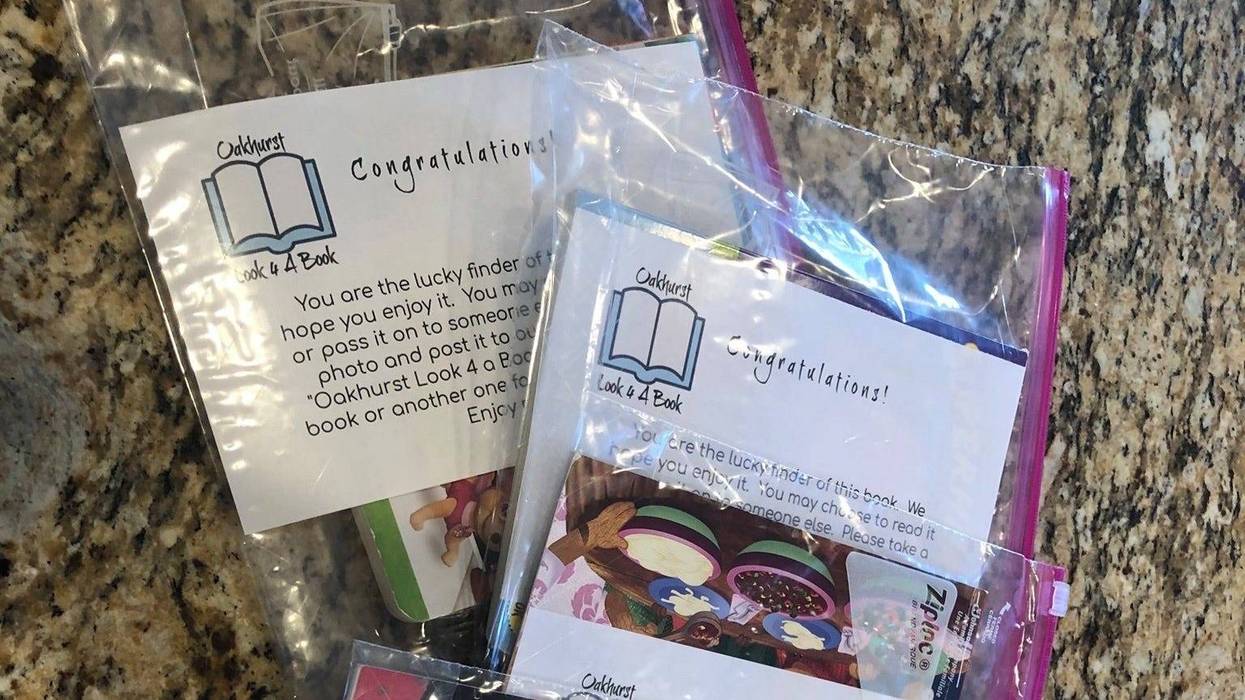 Oakhurst
Look 4 A Book
Congratulations!
You are the lucky finder of
hope you enjoy it. You may
or pass it on to someone
photo and post it to
"Oakhurst Look 4 a
book or another one
Enjoy
Oakhurst
Look 4 A Book
Congratulations!
You are the lucky finder of this book. We
hope you enjoy it. You may choose to read it
someone else. Please take a
Ziploc®
Oakhurst